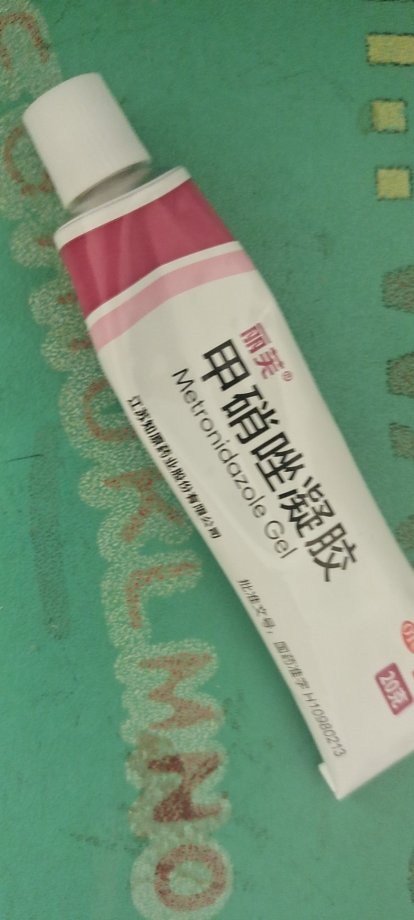 丽芙®
甲硝唑凝胶
Metronidazole Gel
江苏知原药业股份有限公司
批准文号：国药准字H10980213
20克
K
L
M
N
O